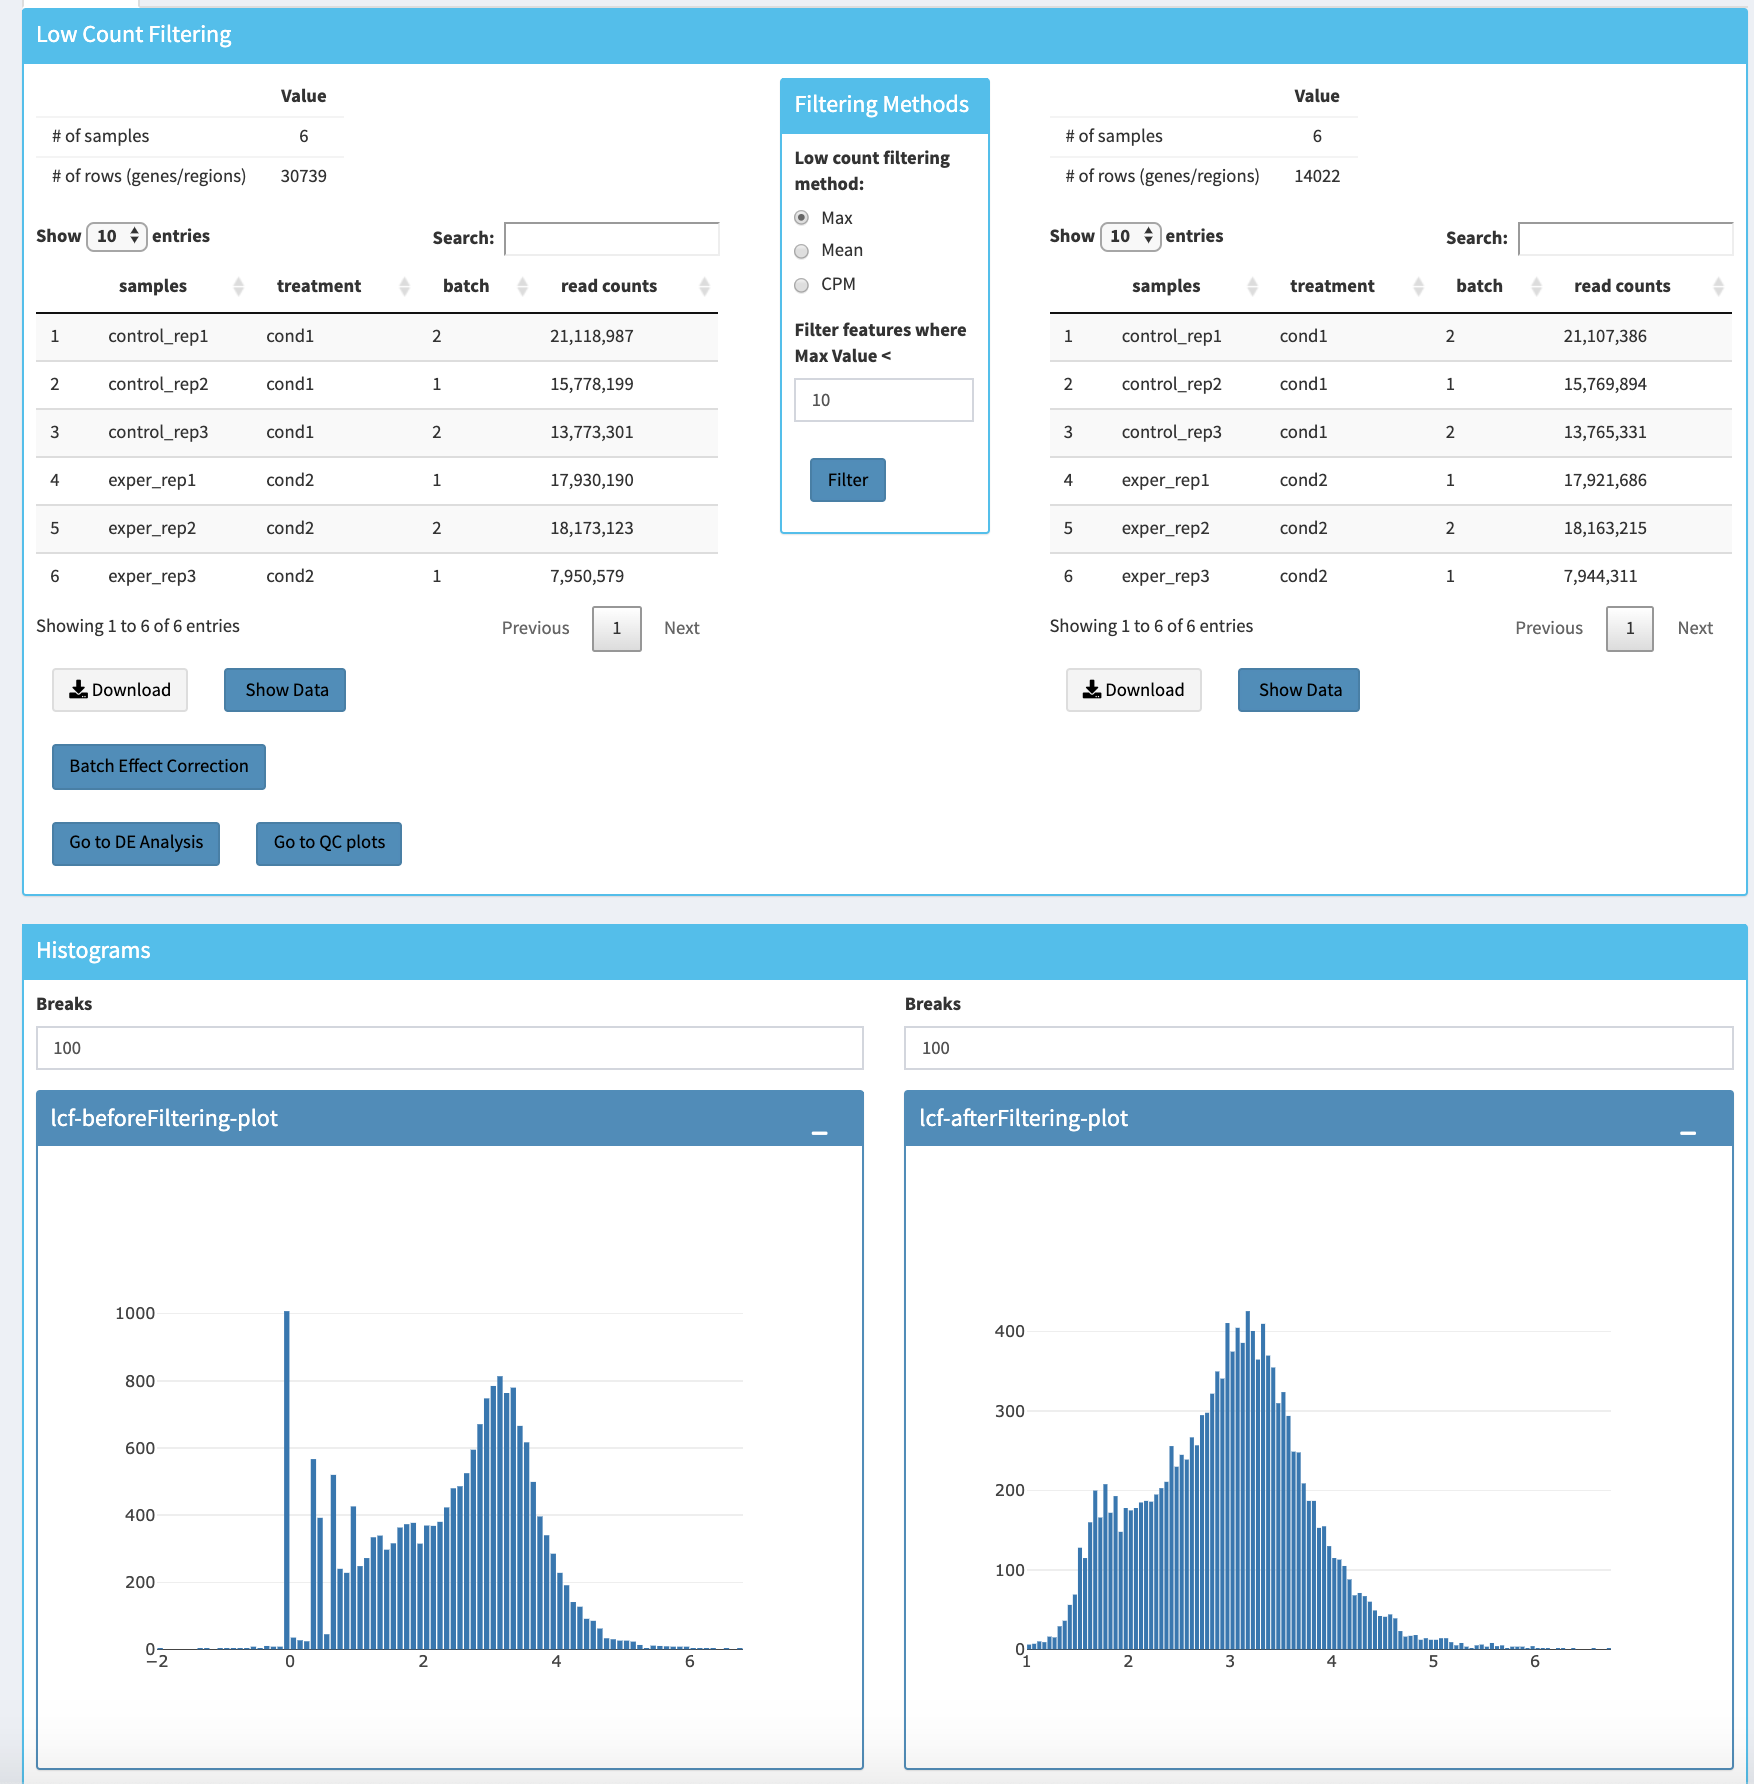 Low Count Filtering
Value
# of samples 6
# of rows (genes/regions) 30739
Show 10 entries Search:
samples treatment batch read counts
1 control_rep1 cond1 2 21,118,987
2 control_rep2 cond1 1 15,778,199
3 control_rep3 cond1 2 13,773,301
4 exper_rep1 cond2 1 17,930,190
5 exper_rep2 cond2 2 18,173,123
6 exper_rep3 cond2 1 7,950,579
Showing 1 to 6 of 6 entries Previous 1 Next
Download Show Data
Batch Effect Correction
Go to DE Analysis Go to QC plots
Filtering Methods
Low count filtering
method:
Max
Mean
CPM
Filter features where
Max Value <
10
Filter
Value
# of samples 6
# of rows (genes/regions) 14022
Show 10 entries Search:
samples treatment batch read counts
1 control_rep1 cond1 2 21,107,386
2 control_rep2 cond1 1 15,769,894
3 control_rep3 cond1 2 13,765,331
4 exper_rep1 cond2 1 17,921,686
5 exper_rep2 cond2 2 18,163,215
6 exper_rep3 cond2 1 7,944,311
Showing 1 to 6 of 6 entries Previous 1 Next
Download Show Data
Histograms
Breaks
100
lcf-beforeFiltering-plot
1000
800
600
400
200
0
−2 0 2 4 6
Breaks
100
lcf-afterFiltering-plot
400
300
200
100
0
1 2 3 4 5 6